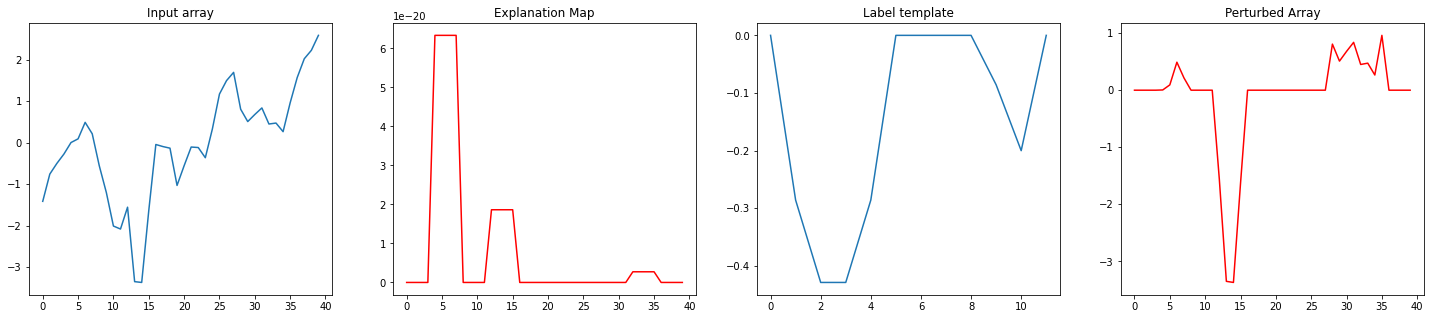 Input array
2
1
0
−1
−2
−3
0 5 10 15 20 25 30 35 40
Explanation Map
1e−20
6
5
4
3
2
1
0
0 5 10 15 20 25 30 35 40
Label template
0.0
−0.1
−0.2
−0.3
−0.4
0 2 4 6 8 10
Perturbed Array
1
0
−1
−2
−3
0 5 10 15 20 25 30 35 40